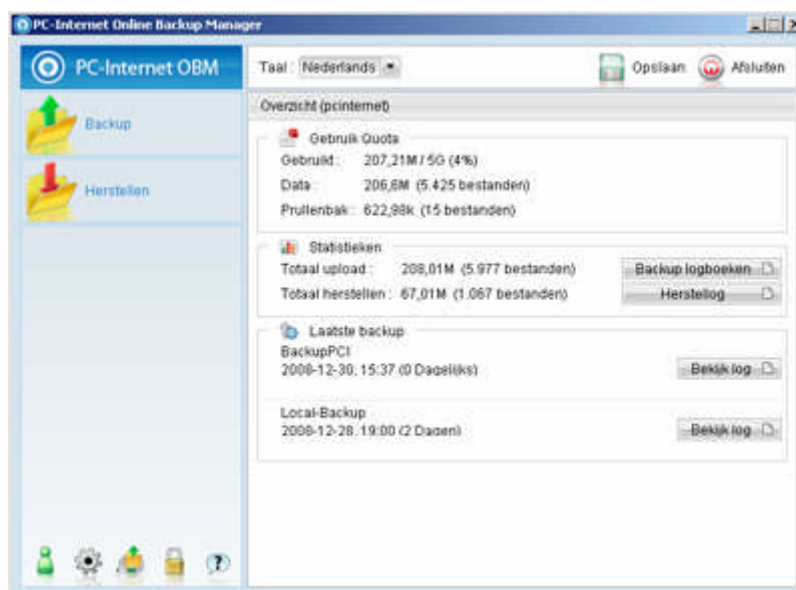 PC-Internet Online Backup Manager
PC-Internet OBM
Taal : Nederlands
Opslaan
Afsluiten
Backup
Herstellen
Overzicht (pcinternet)
Gebruik Quota
Gebruikt : 207,21M / 5G (4%)
Data : 206,6M (5.425 bestanden)
Prullenbak : 622,98k (15 bestanden)
Statistieken
Totaal upload : 208,01M (5.977 bestanden)
Backup logboeken
Totaal herstellen : 67,01M (1.067 bestanden)
Herstellog
Laatste backup
BackupPCI
2008-12-30, 15:37 (0 Dagelijks)
Bekijk log
Local-Backup
2008-12-28, 19:00 (2 Dagen)
Bekijk log